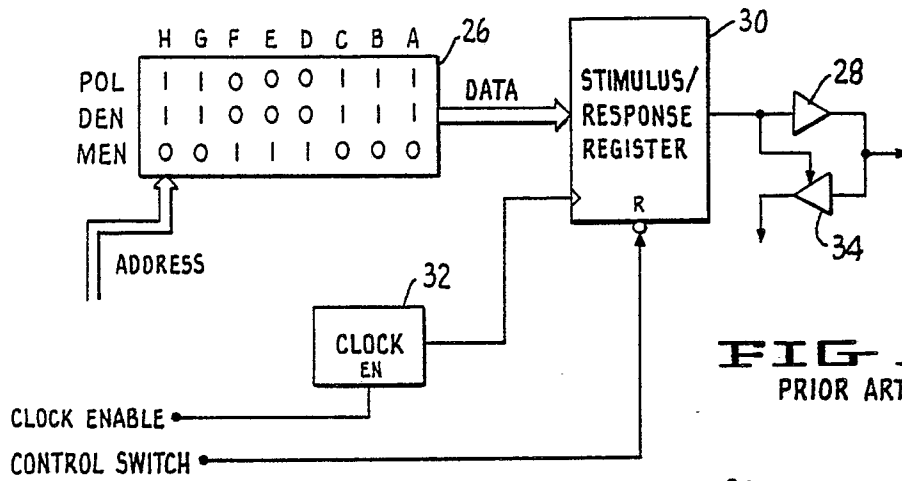 H G F E D C B A
26
POL 1 1 0 0 0 1 1 1
DEN 1 1 0 0 0 1 1 1
MEN 0 0 1 1 1 0 0 0
DATA
ADDRESS
30
STIMULUS/
RESPONSE
REGISTER
R
28
34
32
CLOCK
EN
CLOCK ENABLE
CONTROL SWITCH
FIG
PRIOR ART